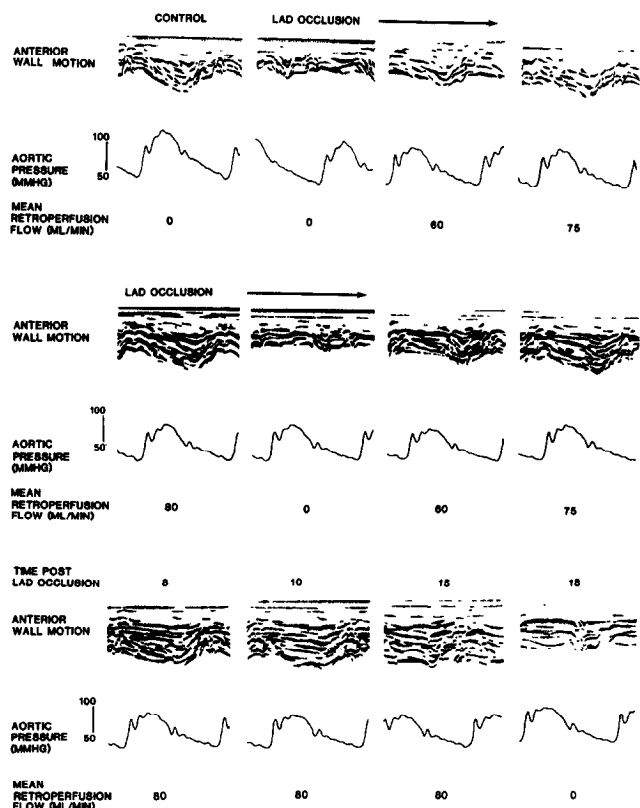 CONTROL LAD OCCLUSION
ANTERIOR
WALL MOTION
100
50
AORTIC
PRESSURE
(MMHG)
MEAN
RETROPERFUSION
FLOW (ML/MIN)
0 0 60 75
LAD OCCLUSION
ANTERIOR
WALL MOTION
100
50
AORTIC
PRESSURE
(MMHG)
MEAN
RETROPERFUSION
FLOW (ML/MIN)
80 0 60 75
TIME POST
LAD OCCLUSION
8 10 15 18
ANTERIOR
WALL MOTION
100
50
AORTIC
PRESSURE
(MMHG)
MEAN
RETROPERFUSION
FLOW (ML/MIN)
80 80 80 0